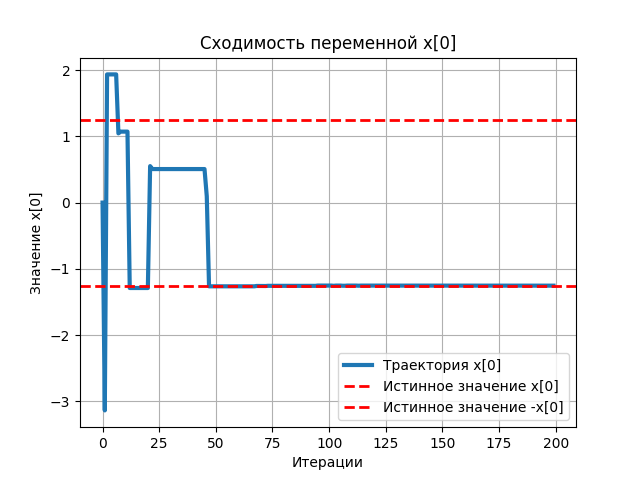 Сходимость переменной x[0]
Значение x[0]
2
1
0
−1
−2
−3
0
25
50
75
100
125
150
175
200
Итерации
Траектория x[0]
Истинное значение x[0]
Истинное значение -x[0]